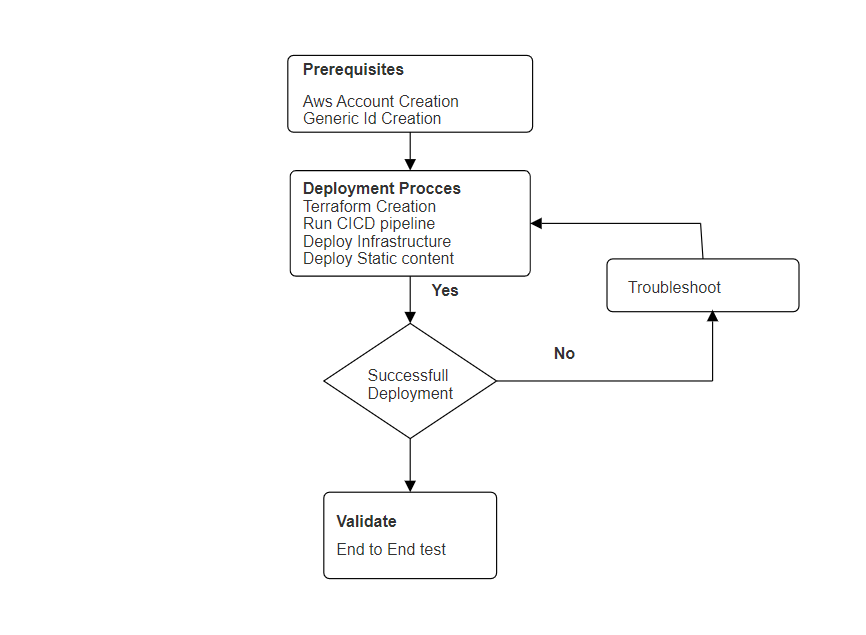 Prerequisites
Aws Account Creation
Generic Id Creation
Deployment Procces
Terraform Creation
Run CICD pipeline
Deploy Infrastructure
Deploy Static content
Yes
Troubleshoot
No
Successfull
Deployment
Validate
End to End test